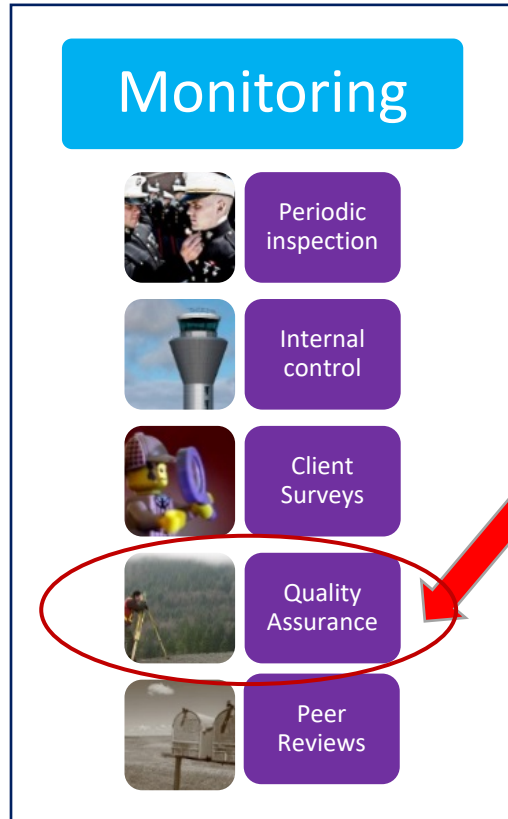 Monitoring
Periodic
inspection
Internal
control
Client
Surveys
Quality
Assurance
Peer
Reviews